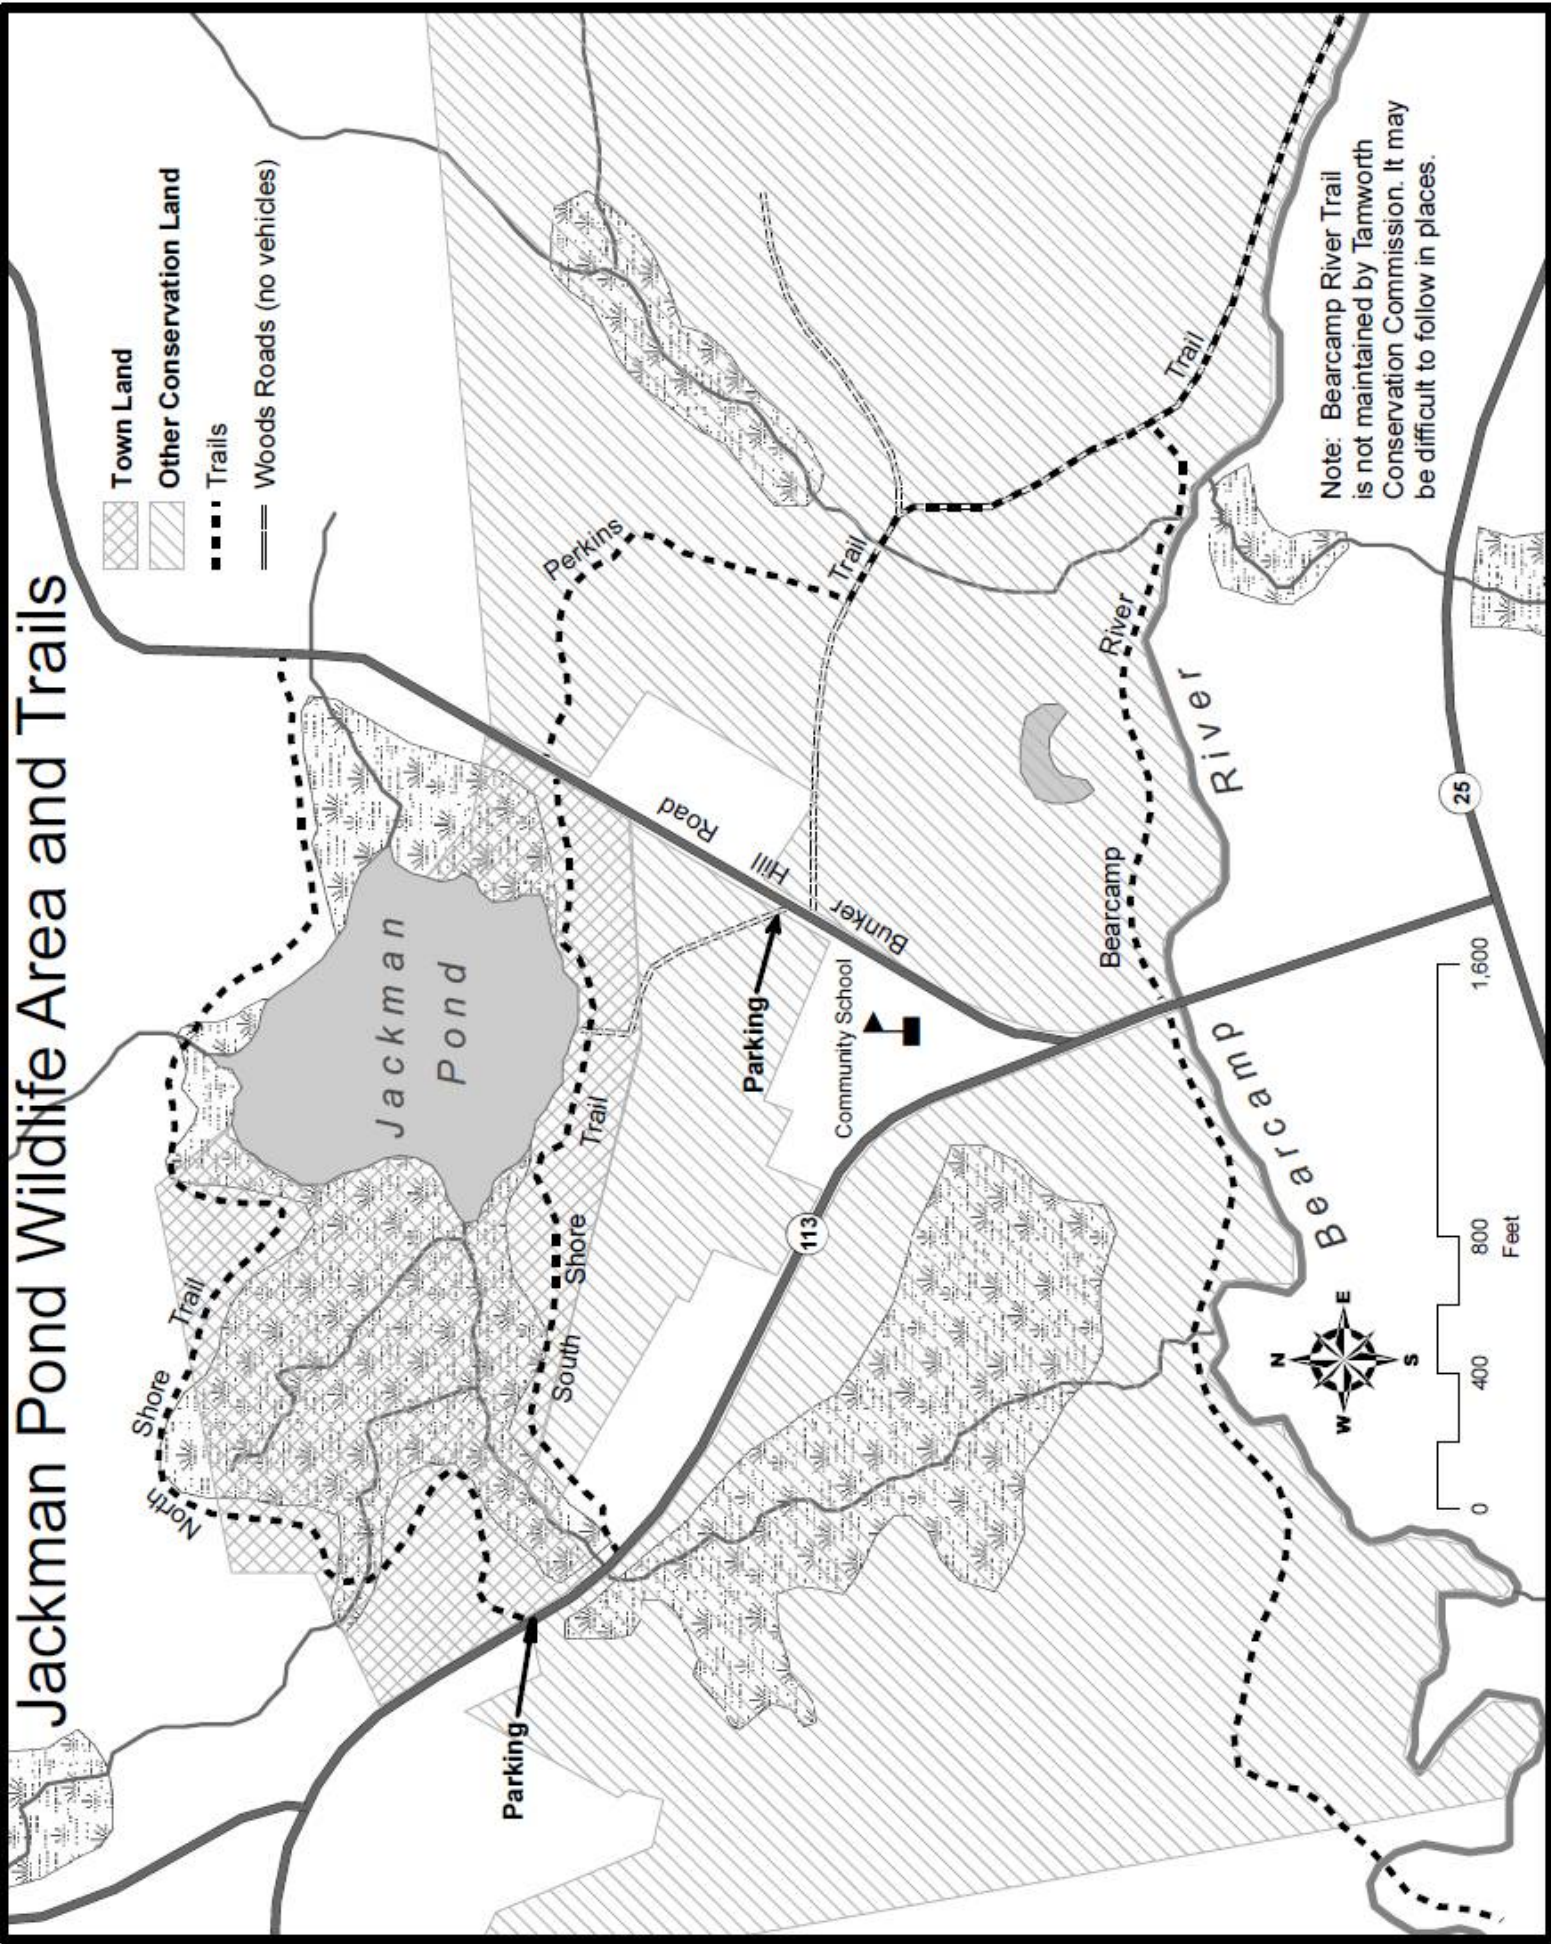 Jackman Pond Wildlife Area and Trails
Town Land
Other Conservation Land
Trails
Woods Roads (no vehicles)
North
Shore
Trail
Jackman
Pond
South
Shore
Trail
Perkins
Trail
Parking
Parking
Bunker
Hill
Road
Community School
113
Bearcamp
River
Trail
Bearcamp
River
25
N
W
E
S
0
400
800
1,600
Feet
Note: Bearcamp River Trail
is not maintained by Tamworth
Conservation Commission. It may
be difficult to follow in places.